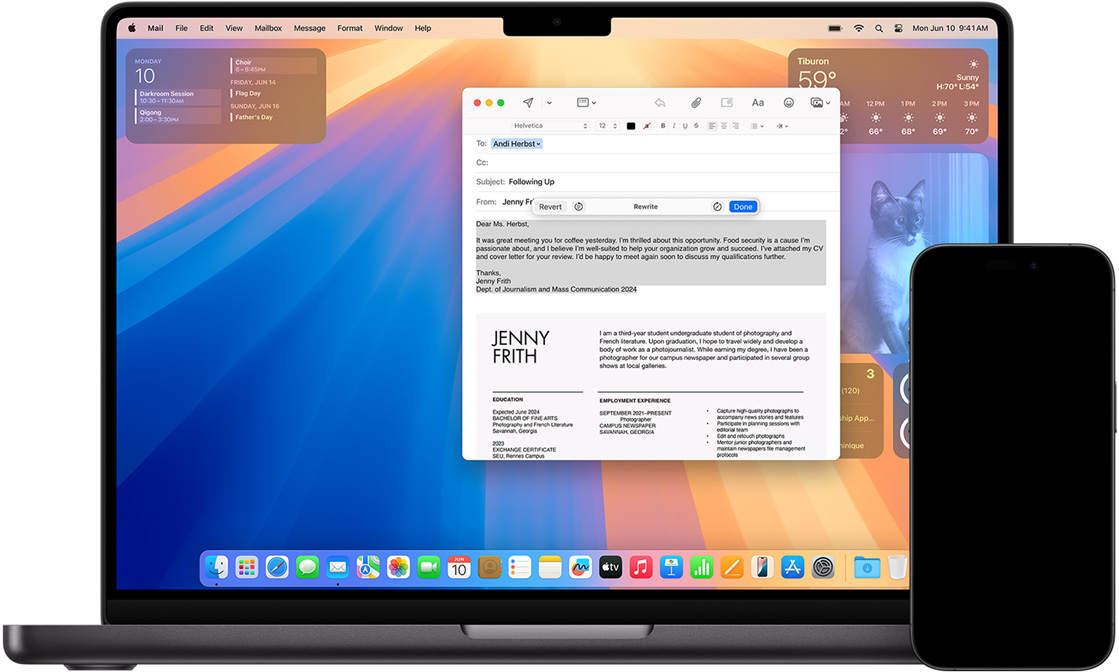 Mail File Edit View Mailbox Message Format Window Help
Mon Jun 10 9:41AM
MONDAY
10
Darkroom Session
10:30 – 11:30AM
Qigong
2:00 – 3:30PM
Choir
6 – 8:45PM
FRIDAY, JUN 14
Flag Day
SUNDAY, JUN 16
Father's Day
Tiburon
59°
Sunny
H:70° L:54°
AM 12 PM 1 PM 2 PM 3 PM
2° 66° 68° 69° 70°
Aa
Helvetica 12 B I U S
To: Andi Herbst
Cc:
Subject: Following Up
From: Jenny Fr
Revert Rewrite Done
Dear Ms. Herbst,
It was great meeting you for coffee yesterday. I'm thrilled about this opportunity. Food security is a cause I'm
passionate about, and I believe I'm well-suited to help your organization grow and succeed. I've attached my CV
and cover letter for your review. I'd be happy to meet again soon to discuss my qualifications further.
Thanks,
Jenny Frith
Dept. of Journalism and Mass Communication 2024
JENNY
FRITH
I am a third-year student undergraduate student of photography and
French literature. Upon graduation, I hope to travel widely and develop a
body of work as a photojournalist. While earning my degree, I have been a
photographer for our campus newspaper and participated in several group
shows at local galleries.
EDUCATION
Expected June 2024
BACHELOR OF FINE ARTS
Photography and French Literature
Savannah, Georgia
2023
EXCHANGE CERTIFICATE
SEU, Rennes Campus
EMPLOYMENT EXPERIENCE
SEPTEMBER 2021–PRESENT
Photographer
CAMPUS NEWSPAPER
SAVANNAH, GEORGIA
• Capture high-quality photographs to
accompany news stories and features
• Participate in planning sessions with
editorial team
• Edit and retouch photographs
• Mentor junior photographers and
maintain newspapers file management
protocols
3
(120)
ship App...
inique
JUN
10
tv